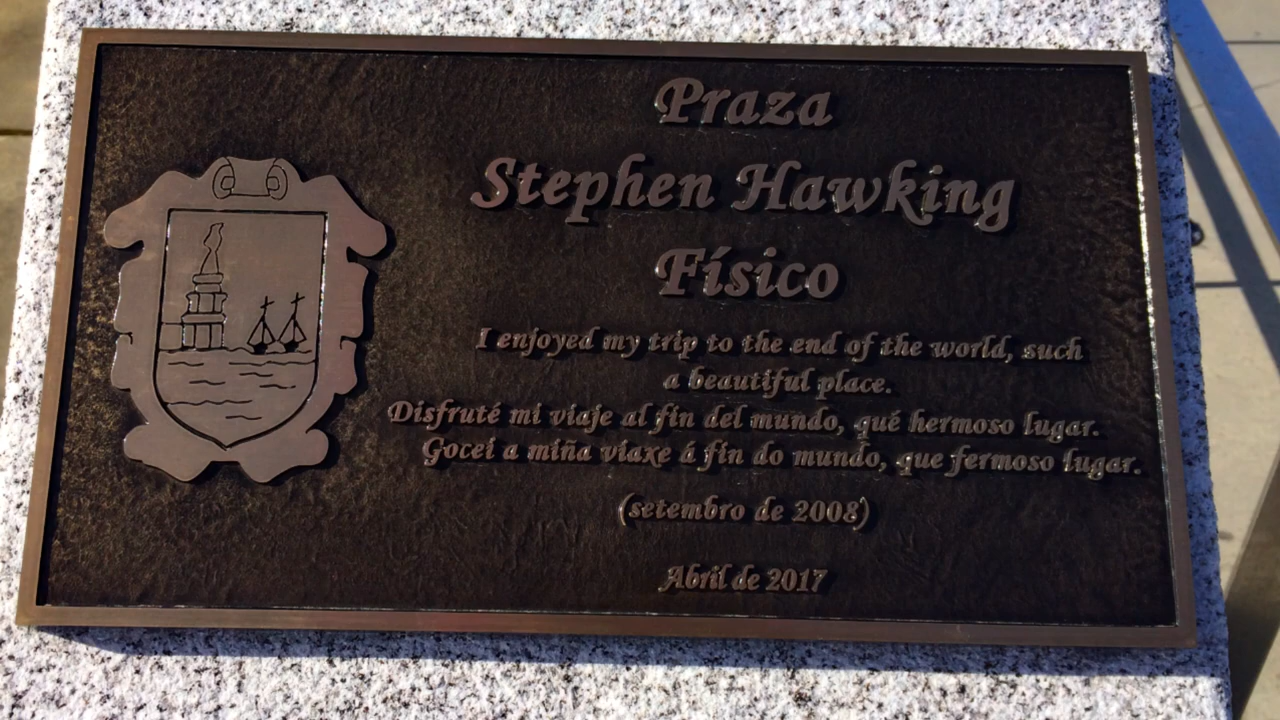 Praza
Stephen Hawking
Físico
I enjoyed my trip to the end of the world, such
a beautiful place.
Disfruté mi viaje al fin del mundo, qué hermoso lugar.
Gocei a miña viaxe á fin do mundo, que fermoso lugar.
(setembro de 2008)
Abril de 2017